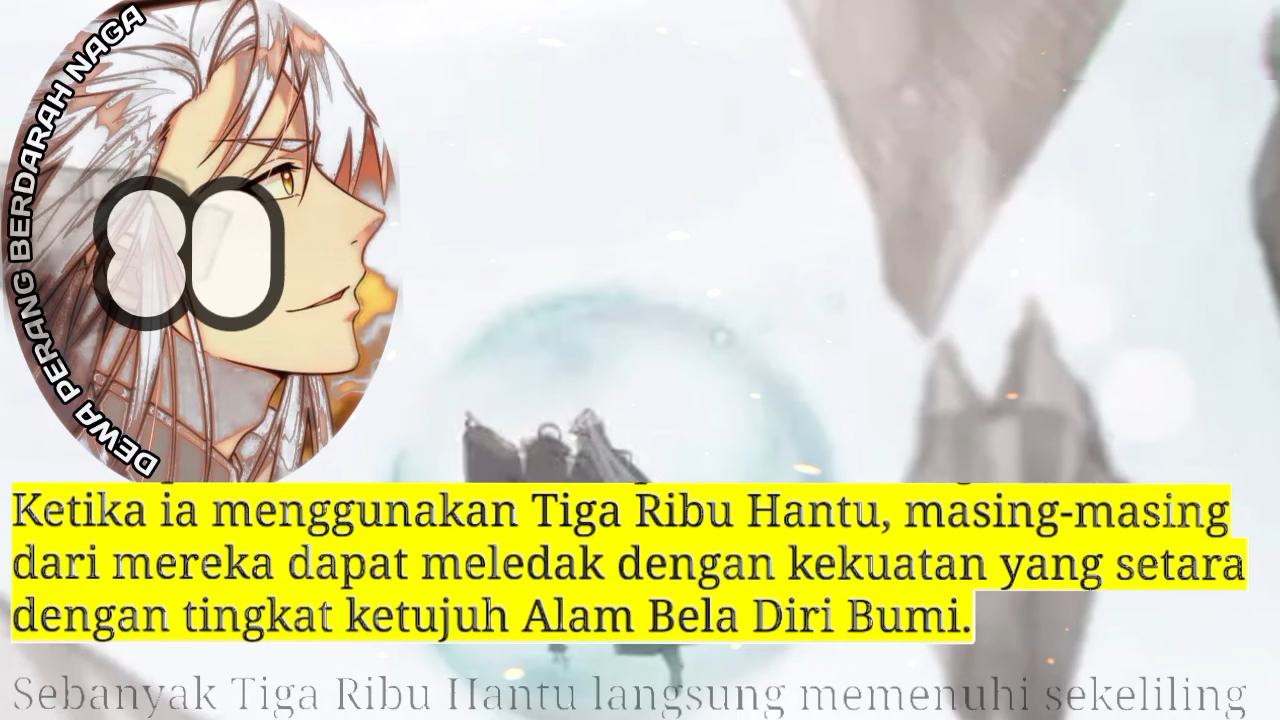 DEWA PERANG BERDARAH NAGA
80
Ketika ia menggunakan Tiga Ribu Hantu, masing-masing
dari mereka dapat meledak dengan kekuatan yang setara
dengan tingkat ketujuh Alam Bela Diri Bumi.
Sebanyak Tiga Ribu Hantu langsung memenuhi sekeliling